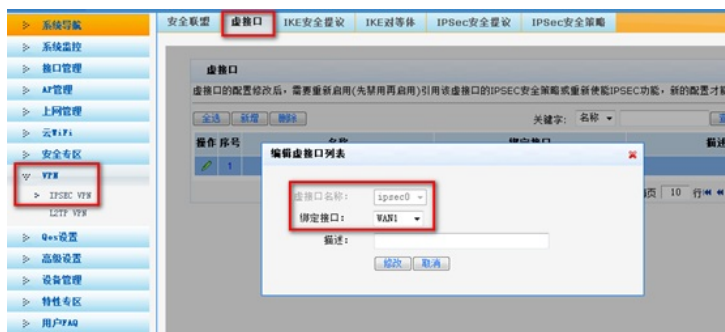 系统导航
系统监控
接口管理
AP管理
上网管理
云WiFi
安全专区
VPN
IPSEC VPN
L2TP VPN
Qos设置
高级设置
设备管理
特性专区
用户FAQ
安全联盟 虚接口 IKE安全提议 IKE对等体 IPSec安全提议 IPSec安全策略
虚接口
虚接口的配置修改后，需要重新启用(先禁用再启用)引用该虚接口的IPSEC安全策略或重新使能IPSEC功能，新的配置才
全选 新增 删除 关键字： 名称
操作 序号 名称 绑定接口 描述
1
页 10 行
编辑虚接口列表
虚接口名称： ipsec0
绑定接口： WAN1
描述：
修改 取消